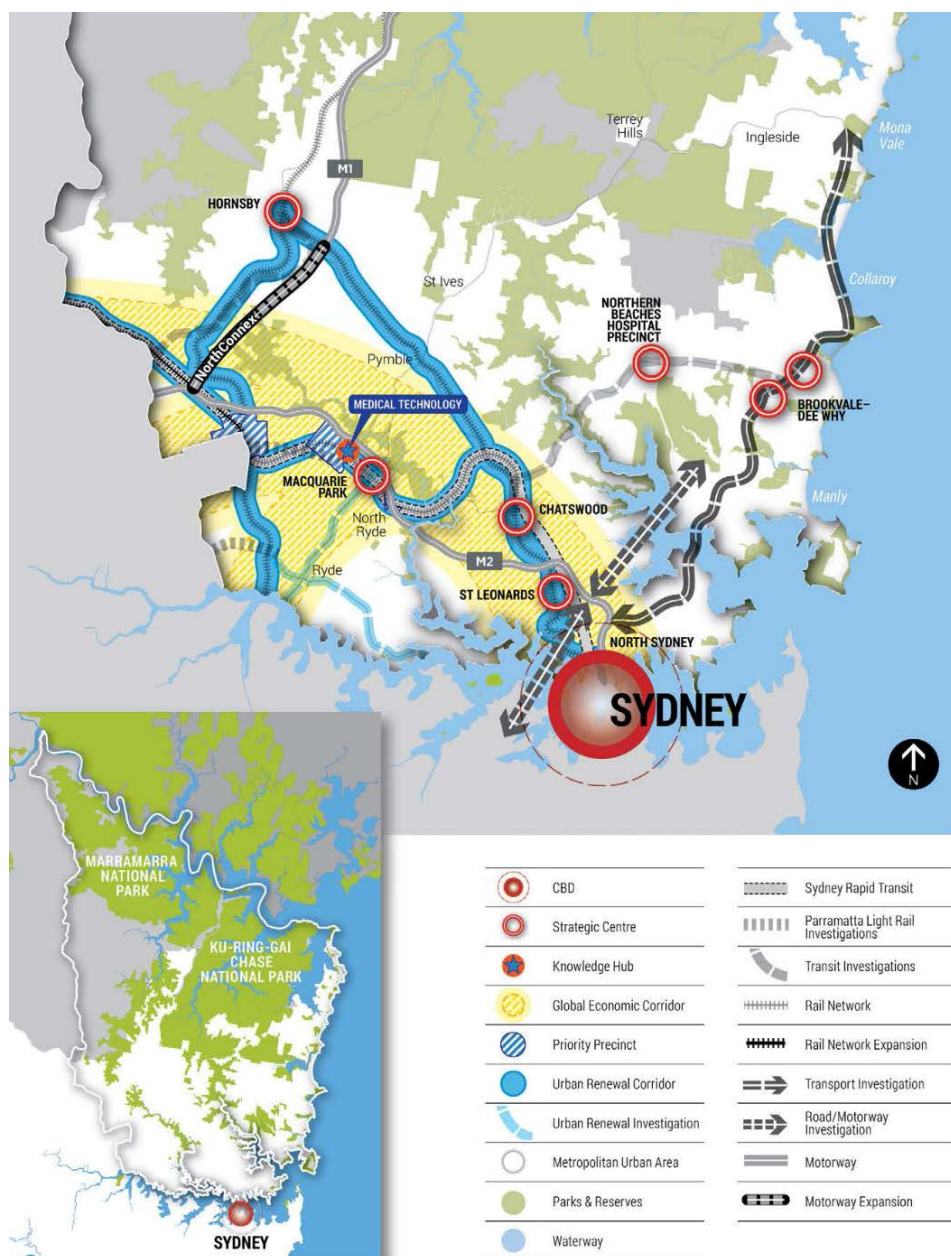 Terrey
Hills
Ingleside
Mona
Vale
M1
HORNSBY
St Ives
Collaroy
NORTHERN
BEACHES
HOSPITAL
PRECINCT
NorthConnex
Pymble
MEDICAL TECHNOLOGY
BROOKVALE–
DEE WHY
MACQUARIE
PARK
North
Ryde
CHATSWOOD
Manly
M2
Ryde
ST LEONARDS
NORTH SYDNEY
SYDNEY
N
MARRAMARRA
NATIONAL
PARK
KU-RING-GAI
CHASE
NATIONAL PARK
SYDNEY
CBD
Strategic Centre
Knowledge Hub
Global Economic Corridor
Priority Precinct
Urban Renewal Corridor
Urban Renewal Investigation
Metropolitan Urban Area
Parks & Reserves
Waterway
Sydney Rapid Transit
Parramatta Light Rail
Investigations
Transit Investigations
Rail Network
Rail Network Expansion
Transport Investigation
Road/Motorway
Investigation
Motorway
Motorway Expansion